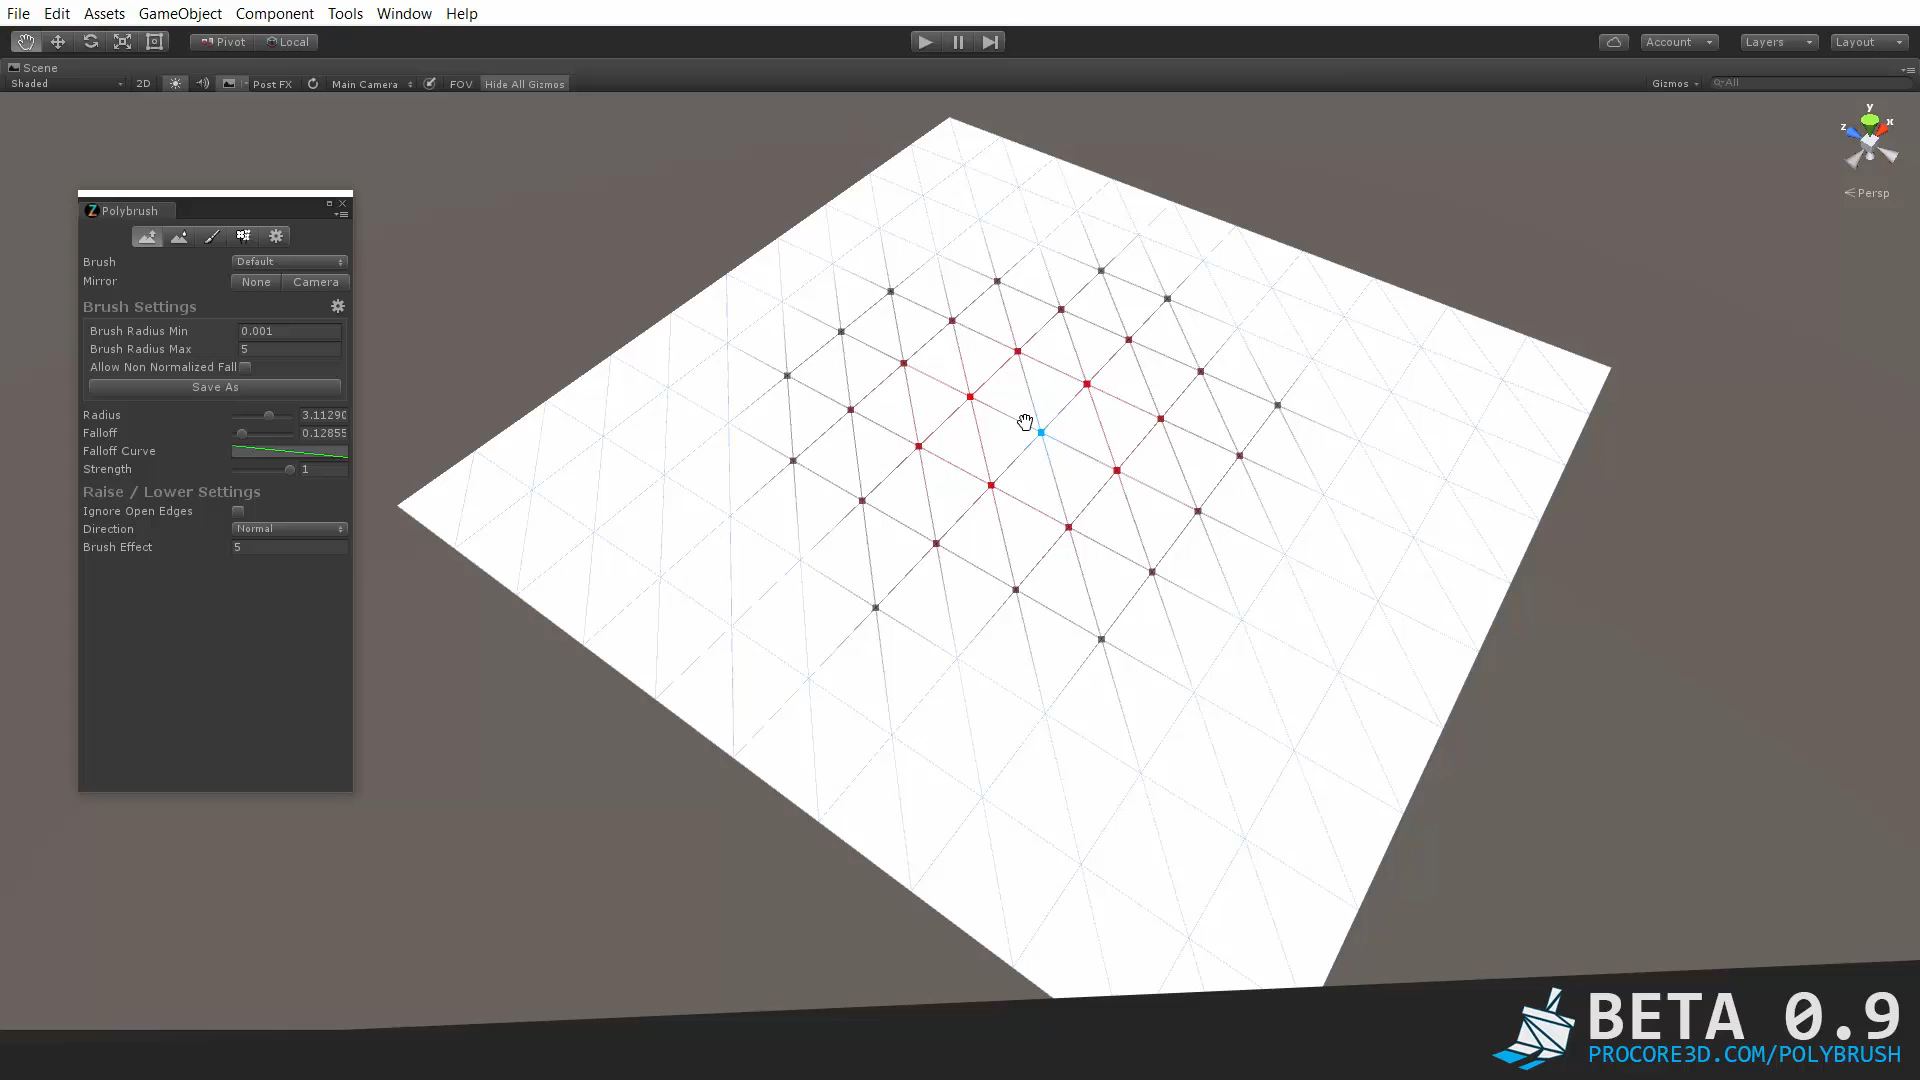 File Edit Assets GameObject Component Tools Window Help
Pivot Local Account Layers Layout
Scene
Shaded 2D Post FX Main Camera FOV Hide All Gizmos Gizmos All
y
z x
Persp
Polybrush
Brush Default
Mirror None Camera
Brush Settings
Brush Radius Min 0.001
Brush Radius Max 5
Allow Non Normalized Fall
Save As
Radius 3.11290
Falloff 0.12855
Falloff Curve
Strength 1
Raise / Lower Settings
Ignore Open Edges
Direction Normal
Brush Effect 5
BETA 0.9
PROCORE3D.COM/POLYBRUSH